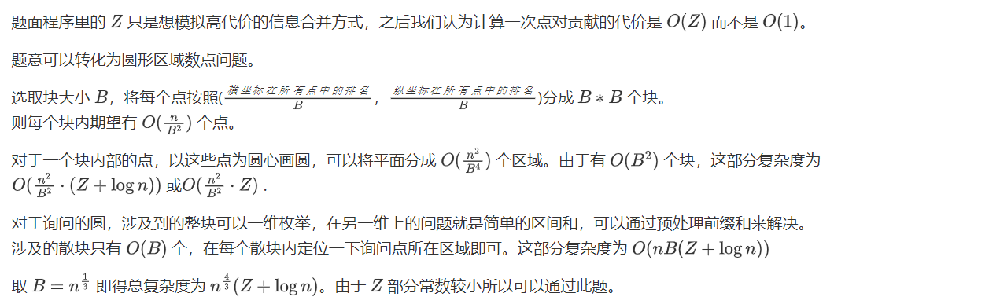 题面程序里的 Z 只是想模拟高代价的信息合并方式，之后我们认为计算一次点对贡献的代价是 O(Z) 而不是 O(1)。
题意可以转化为圆形区域数点问题。
选取块大小 B，将每个点按照(\frac{横坐标在所有点中的排名}{B}，\frac{纵坐标在所有点中的排名}{B})分成 B * B 个块。
则每个块内期望有 O(\frac{n}{B^2}) 个点。
对于一个块内部的点，以这些点为圆心画圆，可以将平面分成 O(\frac{n^2}{B^4}) 个区域。由于有 O(B^2) 个块，这部分复杂度为
O(\frac{n^2}{B^2} · (Z + log n)) 或O(\frac{n^2}{B^2} · Z) .
对于询问的圆，涉及到的整块可以一维枚举，在另一维上的问题就是简单的区间和，可以通过预处理前缀和来解决。
涉及的散块只有 O(B) 个，在每个散块内定位一下询问点所在区域即可。这部分复杂度为 O(nB(Z + log n))
取 B = n^{\frac{1}{3}} 即得总复杂度为 n^{\frac{4}{3}}(Z + log n)。由于 Z 部分常数较小所以可以通过此题。